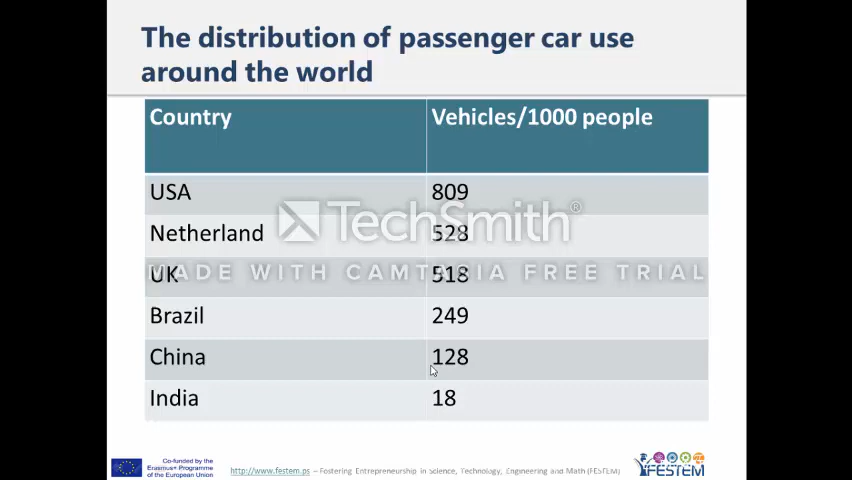 The distribution of passenger car use
around the world
Country Vehicles/1000 people
USA 809
TechSmith®
Netherland 528
MADE WITH CAMTASIA FREE TRIAL
UK 518
Brazil 249
China 128
India 18
Co-funded by the
Erasmus+ Programme
of the European Union
http://www.festem.ps – Fostering Entrepreneurship in Science, Technology, Engineering and Math (FESTEM)
FESTEM